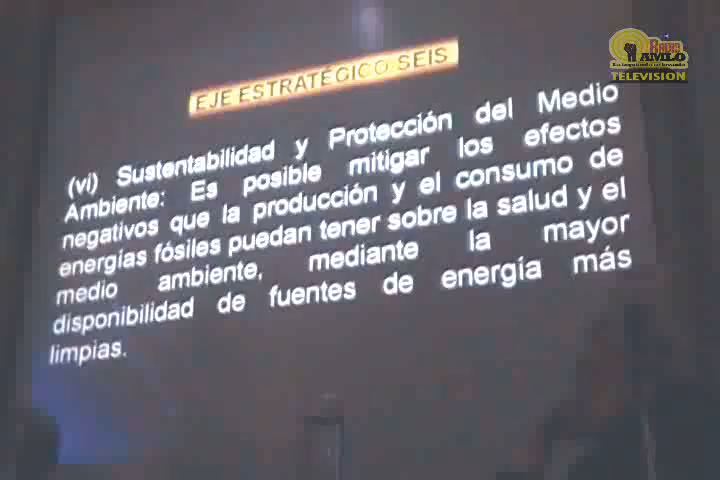 EJE ESTRATÉGICO SEIS
(vi) Sustentabilidad y Protección del Medio
Ambiente: Es posible mitigar los efectos
negativos que la producción y el consumo de
energías fósiles puedan tener sobre la salud y el
medio ambiente, mediante la mayor
disponibilidad de fuentes de energía más
limpias.
AMLO
TELEVISION